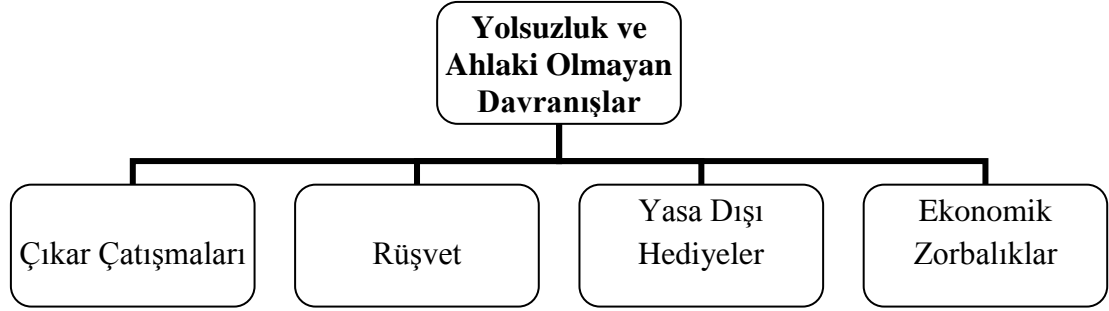 Yolsuzluk ve
Ahlaki Olmayan
Davranışlar
Çıkar Çatışmaları
Rüşvet
Yasa Dışı
Hediyeler
Ekonomik
Zorbalıklar